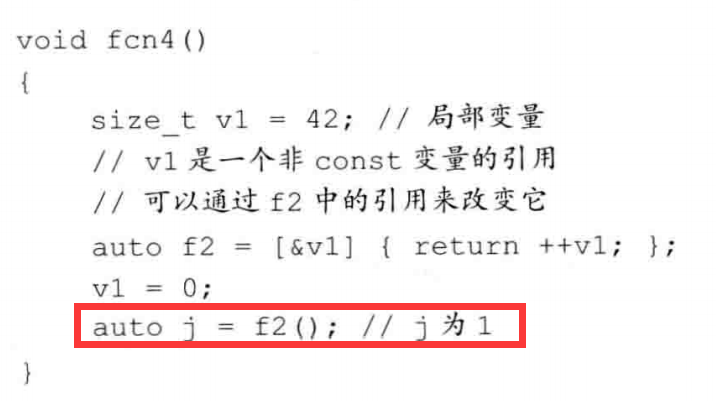 void fcn4()
{
size_t v1 = 42; // 局部变量
// v1 是一个非 const 变量的引用
// 可以通过 f2 中的引用来改变它
auto f2 = [&v1] { return ++v1; };
v1 = 0;
auto j = f2(); // j 为 1
}